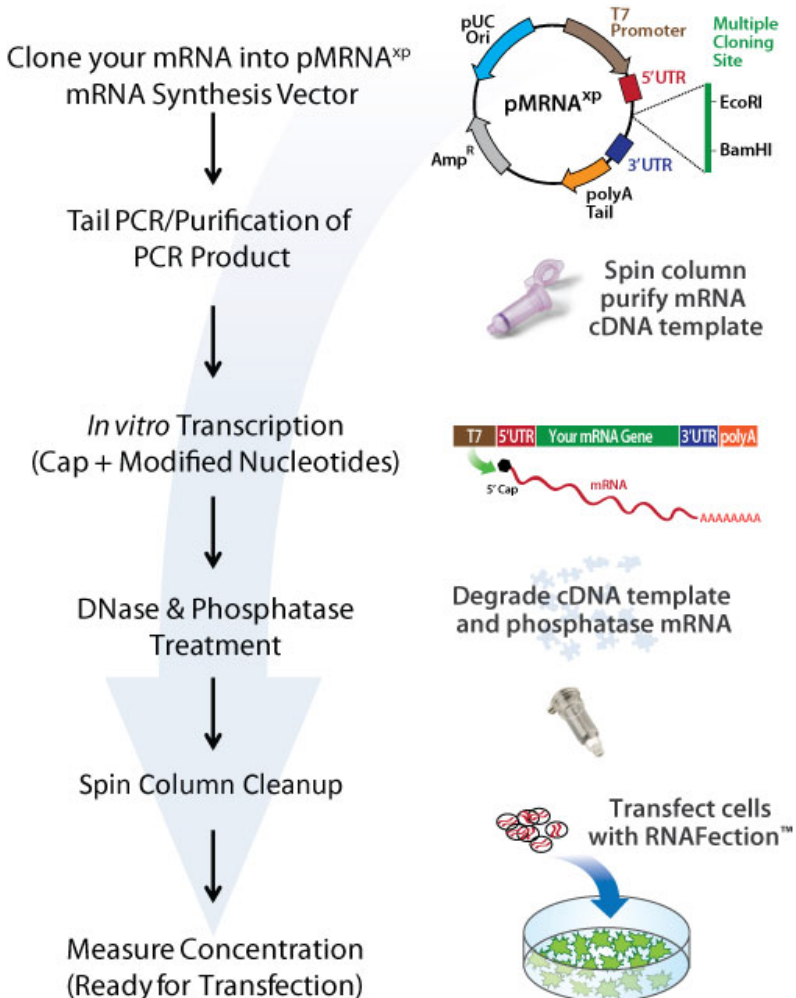 Clone your mRNA into pMRNAxp
mRNA Synthesis Vector
Tail PCR/Purification of
PCR Product
In vitro Transcription
(Cap + Modified Nucleotides)
DNase & Phosphatase
Treatment
Spin Column Cleanup
Measure Concentration
(Ready for Transfection)
pUC
Ori
T7
Promoter
Multiple
Cloning
Site
5'UTR
EcoRI
pMRNAxp
BamHI
AmpR
3'UTR
polyA
Tail
Spin column
purify mRNA
cDNA template
T7 5'UTR Your mRNA Gene 3'UTR polyA
5' Cap
mRNA
AAAAAAAA
Degrade cDNA template
and phosphatase mRNA
Transfect cells
with RNAFection™